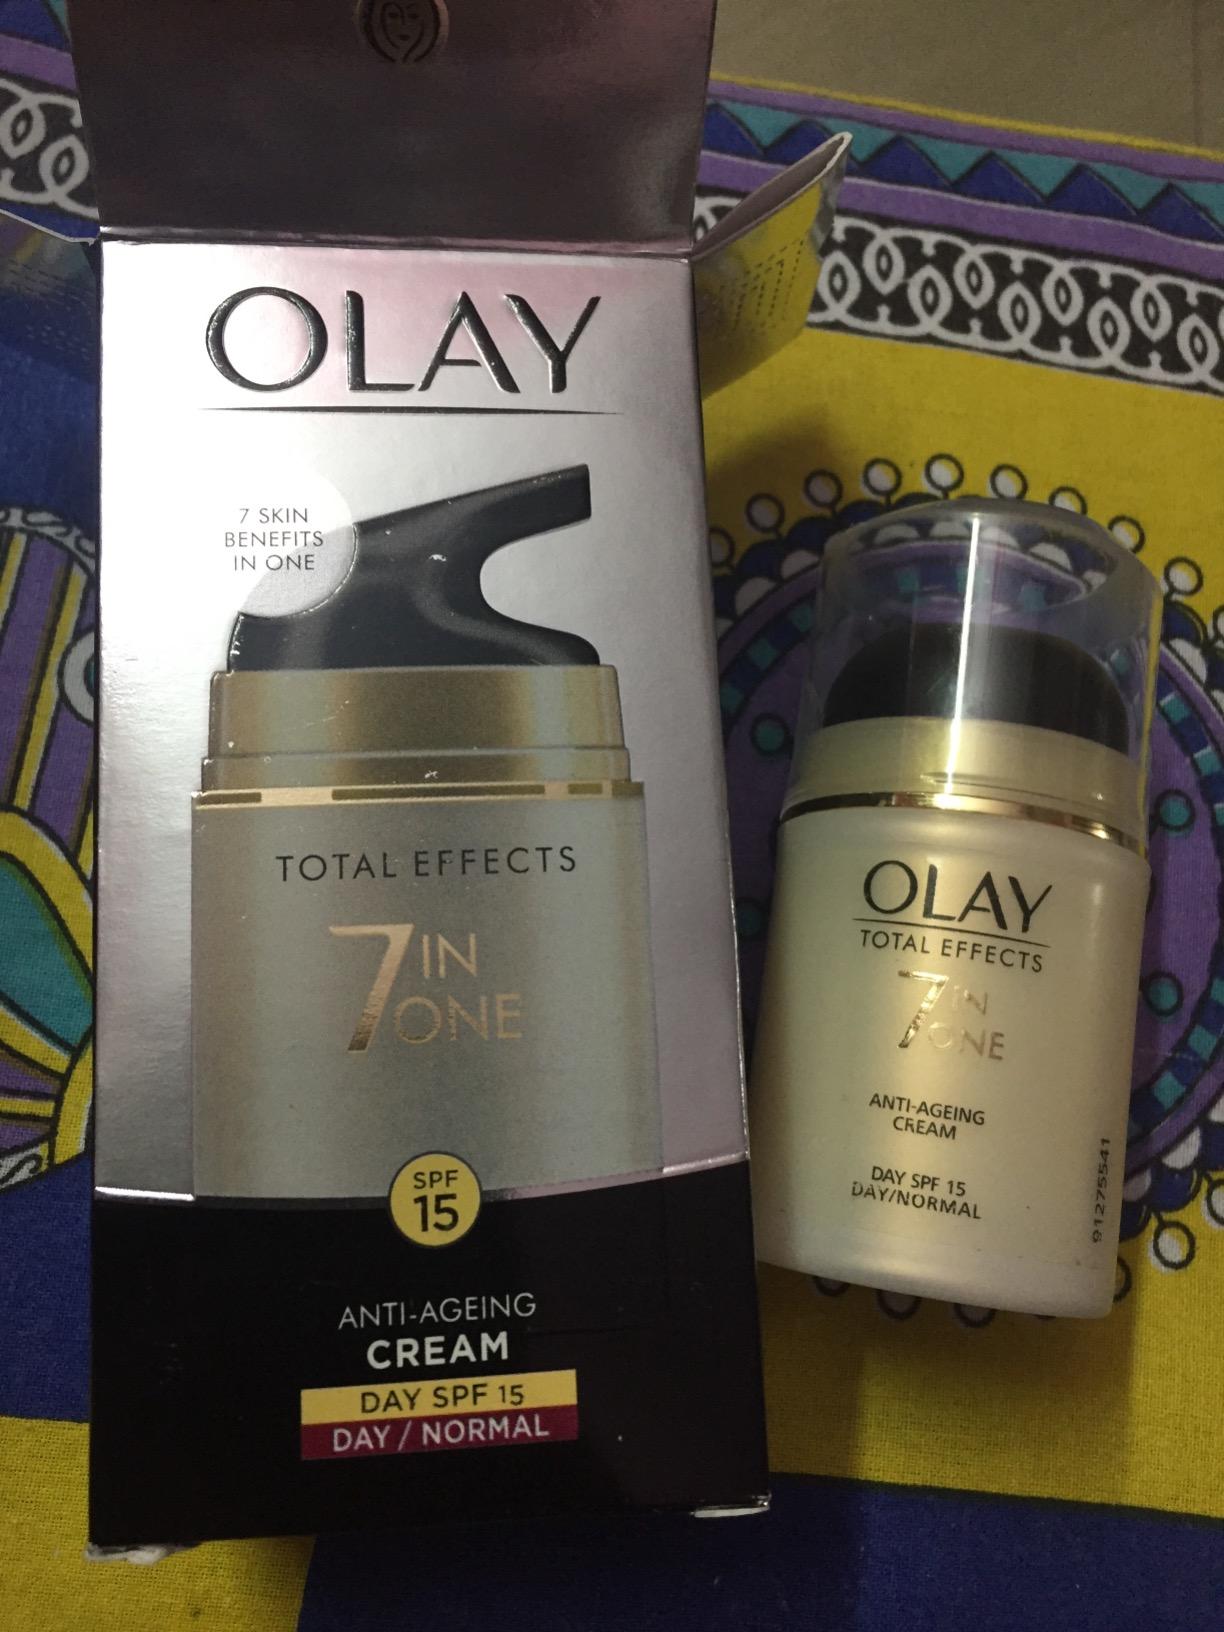 OLAY
7 SKIN
BENEFITS
IN ONE
TOTAL EFFECTS
7 IN
ONE
SPF
15
ANTI-AGEING
CREAM
DAY SPF 15
DAY / NORMAL
OLAY
TOTAL EFFECTS
7 IN
ONE
ANTI-AGEING
CREAM
DAY SPF 15
DAY/NORMAL
91275541